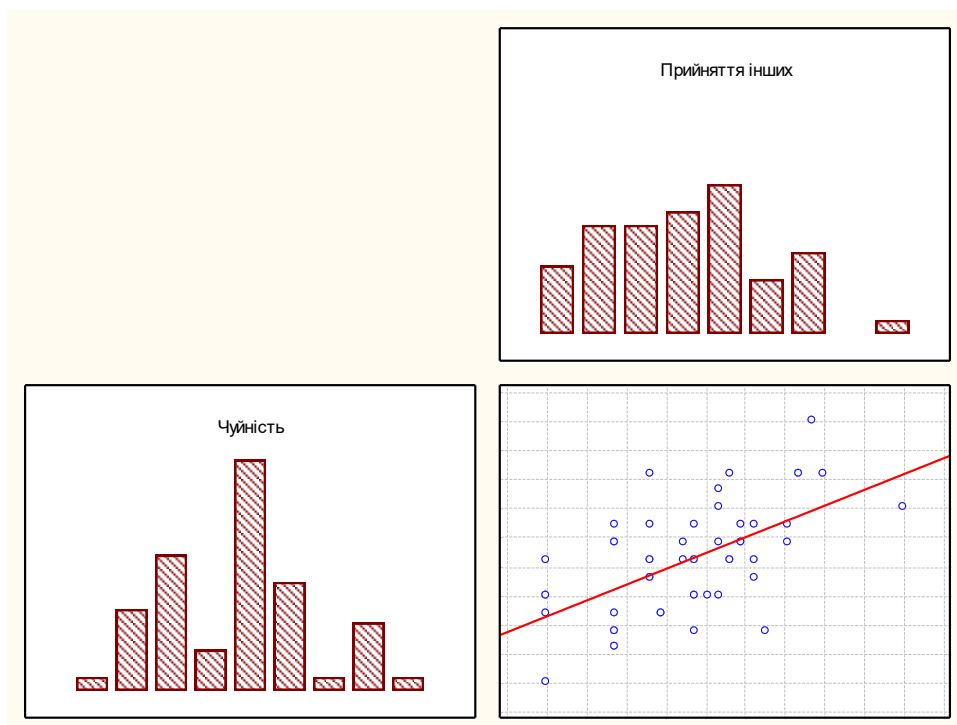 Прийняття інших
Чуйність